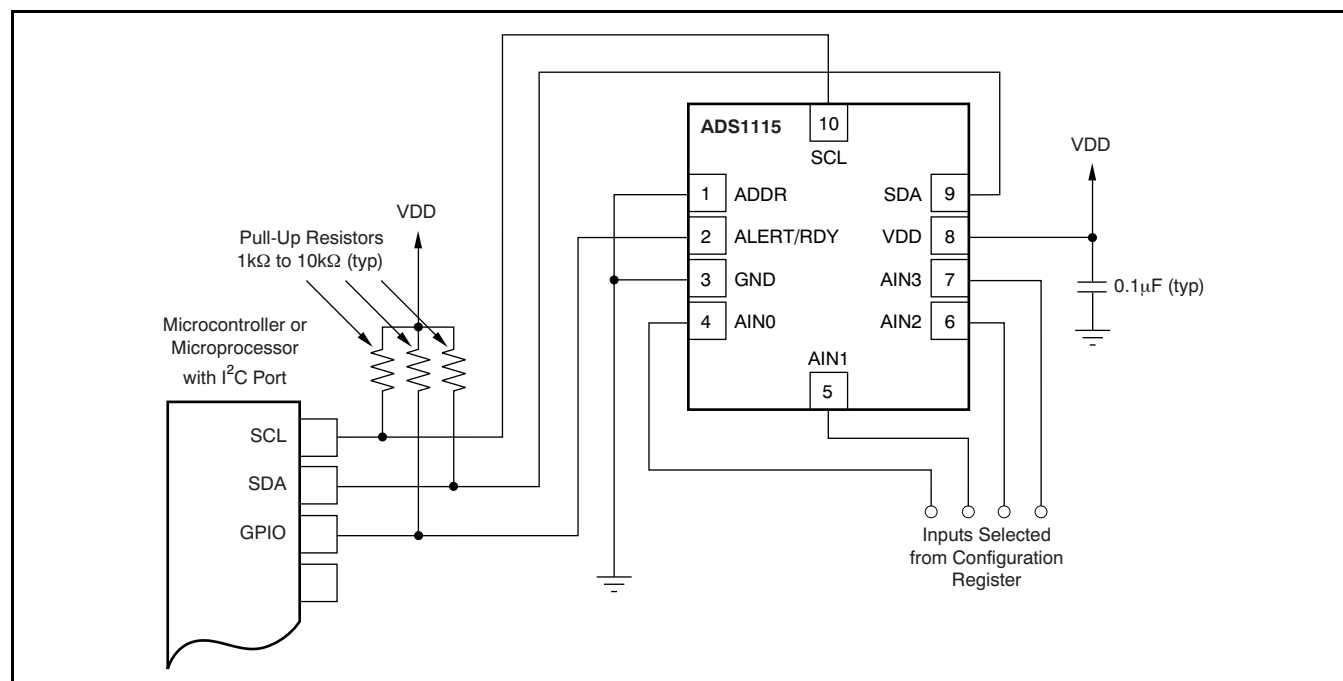 ADS1115
10
SCL
1
ADDR
SDA
9
2
ALERT/RDY
VDD
8
3
GND
AIN3
7
4
AIN0
AIN2
6
AIN1
5
VDD
0.1μF (typ)
VDD
Pull-Up Resistors
1kΩ to 10kΩ (typ)
Microcontroller or
Microprocessor
with I²C Port
SCL
SDA
GPIO
Inputs Selected
from Configuration
Register